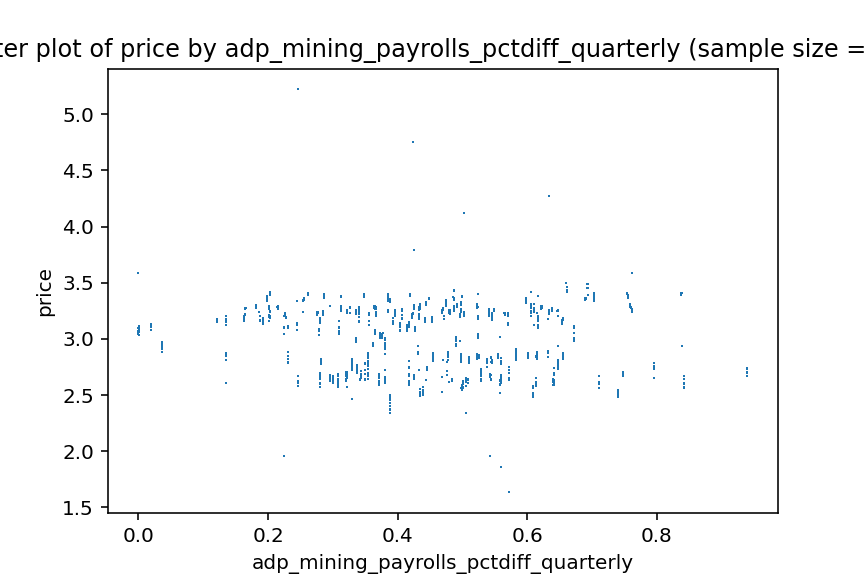 plot of price by adp_mining_payrolls_pctdiff_quarterly (sample size =
5.0
4.5
4.0
3.5
3.0
2.5
2.0
1.5
price
0.0 0.2 0.4 0.6 0.8
adp_mining_payrolls_pctdiff_quarterly